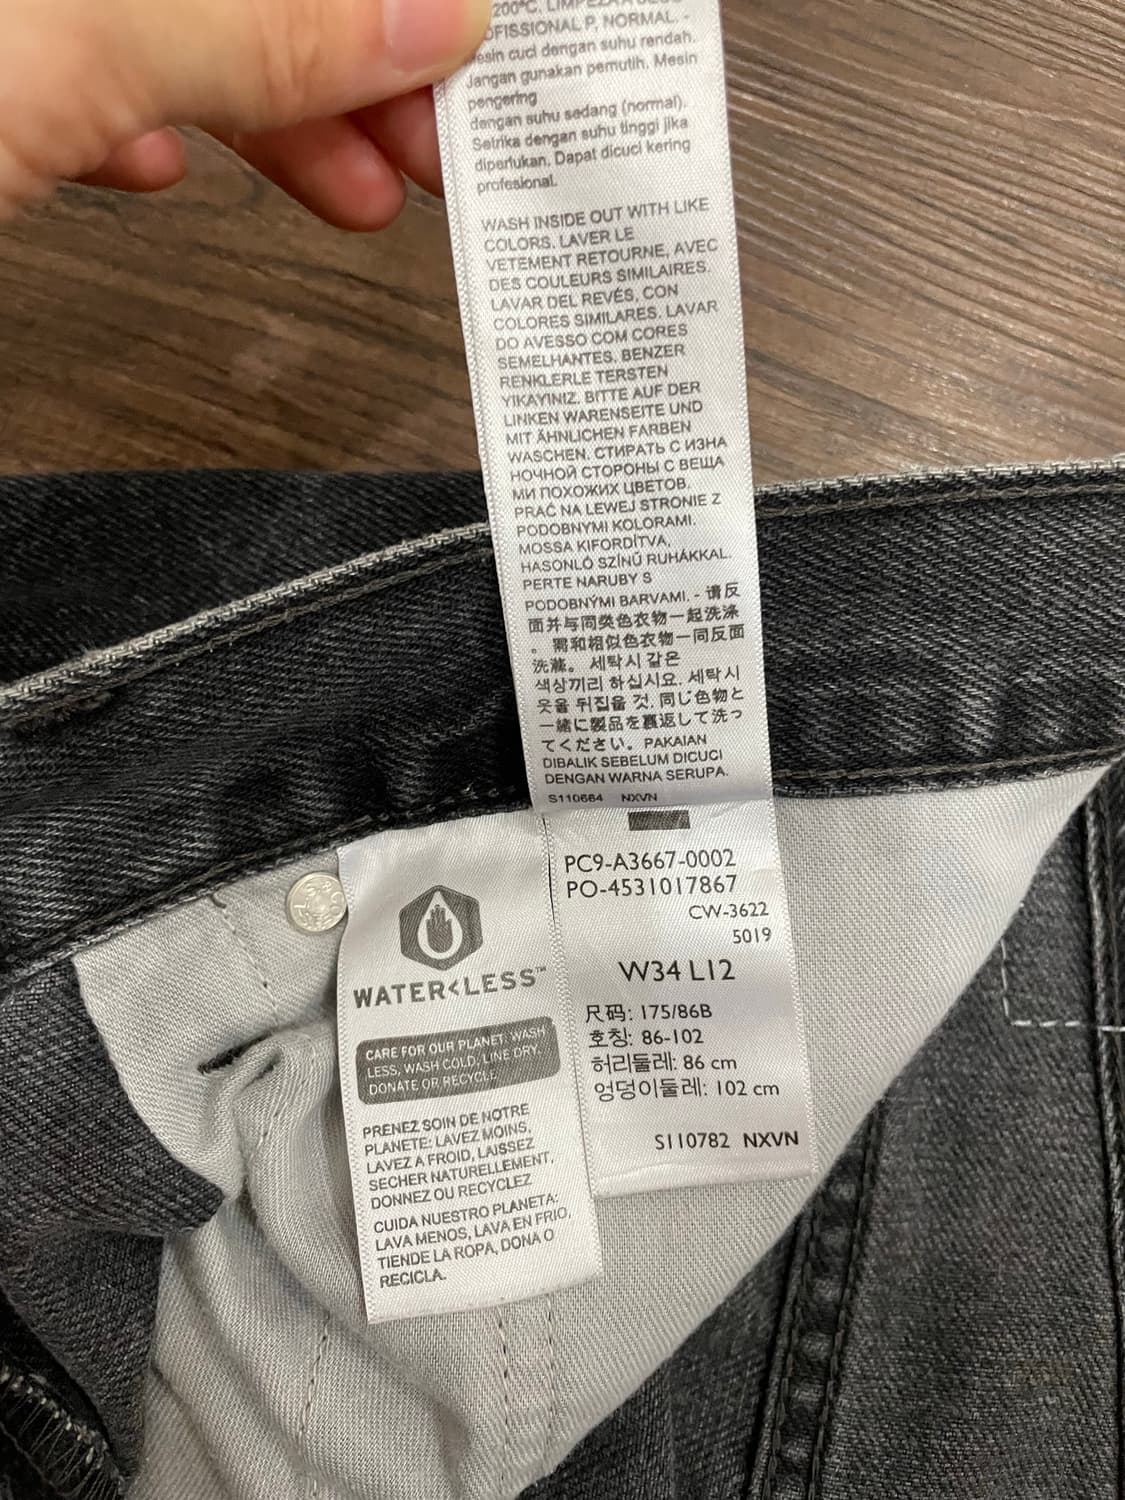 200°C. LIMPEZA A SECO
PROFISSIONAL P, NORMAL. -
Mesin cuci dengan suhu rendah.
Jangan gunakan pemutih. Mesin
pengering
dengan suhu sedang (normal).
Setrika dengan suhu tinggi jika
diperlukan. Dapat dicuci kering
profesional.
WASH INSIDE OUT WITH LIKE
COLORS. LAVER LE
VETEMENT RETOURNE, AVEC
DES COULEURS SIMILAIRES.
LAVAR DEL REVÉS, CON
COLORES SIMILARES. LAVAR
DO AVESSO COM CORES
SEMELHANTES. BENZER
RENKLERLE TERSTEN
YIKAYINIZ. BITTE AUF DER
LINKEN WARENSEITE UND
MIT ÄHNLICHEN FARBEN
WASCHEN. СТИРАТЬ С ИЗНА
НОЧНОЙ СТОРОНЫ С ВЕЩА
МИ ПОХОЖИХ ЦВЕТОВ.
PRAĆ NA LEWEJ STRONIE Z
PODOBNYMI KOLORAMI.
MOSSA KIFORDÍTVA,
HASONLÓ SZÍNŰ RUHÁKKAL.
PERTE NARUBY S
PODOBNÝMI BARVAMI. - 请反
面并与同类色衣物一起洗涤
。 需和相似色衣物一同反面
洗滌。 세탁시 같은
색상끼리 하십시요. 세탁시
옷을 뒤집을 것. 同じ色物と
一緒に製品を裏返して洗っ
てください。 PAKAIAN
DIBALIK SEBELUM DICUCI
DENGAN WARNA SERUPA.
S110664 NXVN
PC9-A3667-0002
PO-4531017867
CW-3622
5019
W34 L12
尺码: 175/86B
호칭: 86-102
허리둘레: 86 cm
엉덩이둘레: 102 cm
S110782 NXVN
WATER<LESS™
CARE FOR OUR PLANET: WASH
LESS, WASH COLD, LINE DRY,
DONATE OR RECYCLE
PRENEZ SOIN DE NOTRE
PLANETE: LAVEZ MOINS,
LAVEZ A FROID, LAISSEZ
SECHER NATURELLEMENT,
DONNEZ OU RECYCLEZ
CUIDA NUESTRO PLANETA:
LAVA MENOS, LAVA EN FRIO,
TIENDE LA ROPA, DONA O
RECICLA.